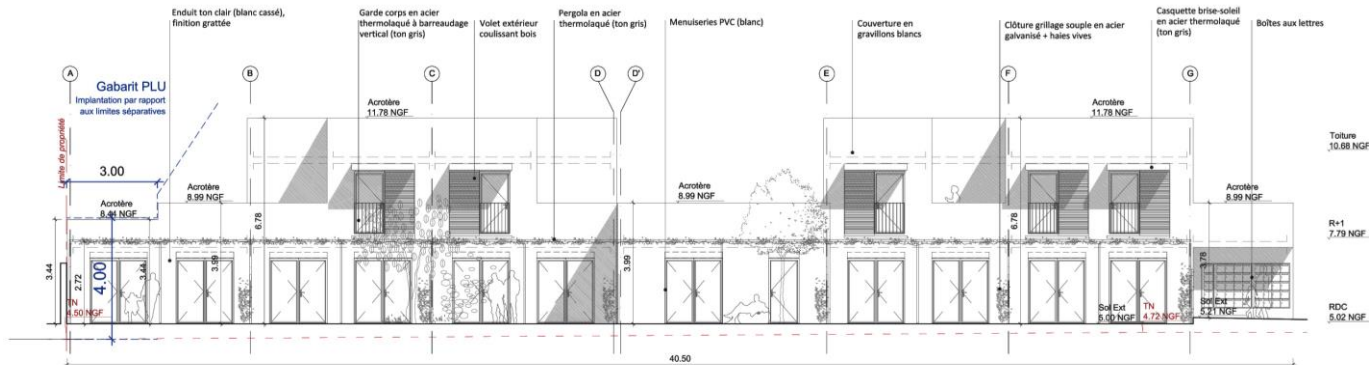 Enduit ton clair (blanc cassé),
finition grattée
Garde corps en acier
thermolaqué à barreaudage
vertical (ton gris)
Volet extérieur
coulissant bois
Pergola en acier
thermolaqué (ton gris)
Menuiseries PVC (blanc)
Couverture en
gravillons blancs
Clôture grillage souple en acier
galvanisé + haies vives
Casquette brise-soleil
en acier thermolaqué
(ton gris)
Boîtes aux lettres
A
B
C
D
D'
E
F
G
Gabarit PLU
Implantation par rapport
aux limites séparatives
Limite de propriété
3.00
Acrotère
11.78 NGF
Acrotère
11.78 NGF
Toiture
10.68 NGF
Acrotère
8.44 NGF
Acrotère
8.99 NGF
Acrotère
8.99 NGF
Acrotère
8.99 NGF
R+1
7.79 NGF
3.44
2.72
4.00
3.44
3.99
6.78
3.99
6.78
3.78
TN
4.50 NGF
Sol Ext
5.00 NGF
TN
4.72 NGF
Sol Ext
5.21 NGF
RDC
5.02 NGF
40.50